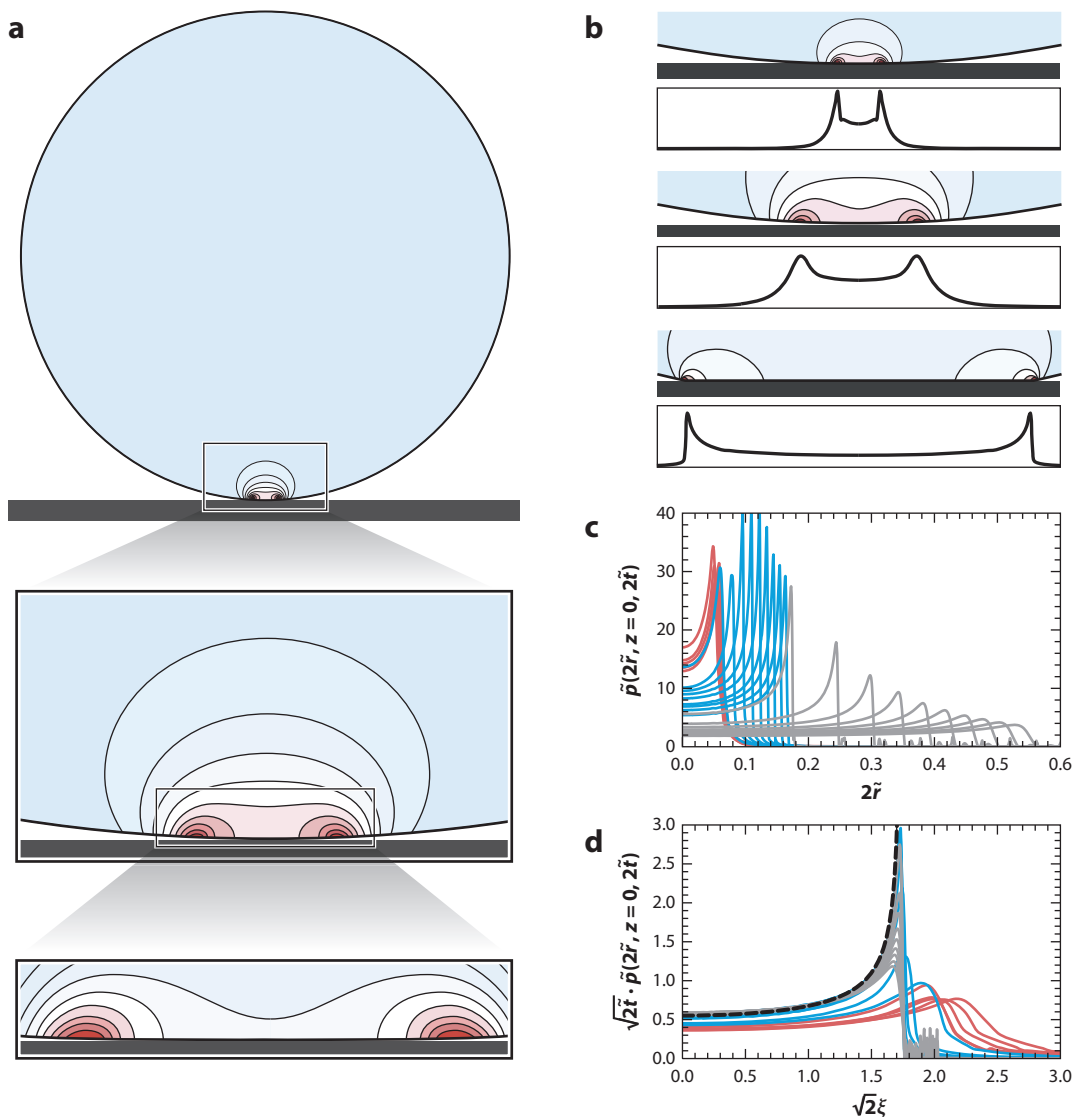 a
b
c
40
30
20
10
0
p̃(2r̃, z = 0, 2t̃)
0.0 0.1 0.2 0.3 0.4 0.5 0.6
2r̃
d
3.0
2.5
2.0
1.5
1.0
0.5
0.0
√2t̃ · p̃(2r̃, z = 0, 2t̃)
0.0 0.5 1.0 1.5 2.0 2.5 3.0
√2ξ